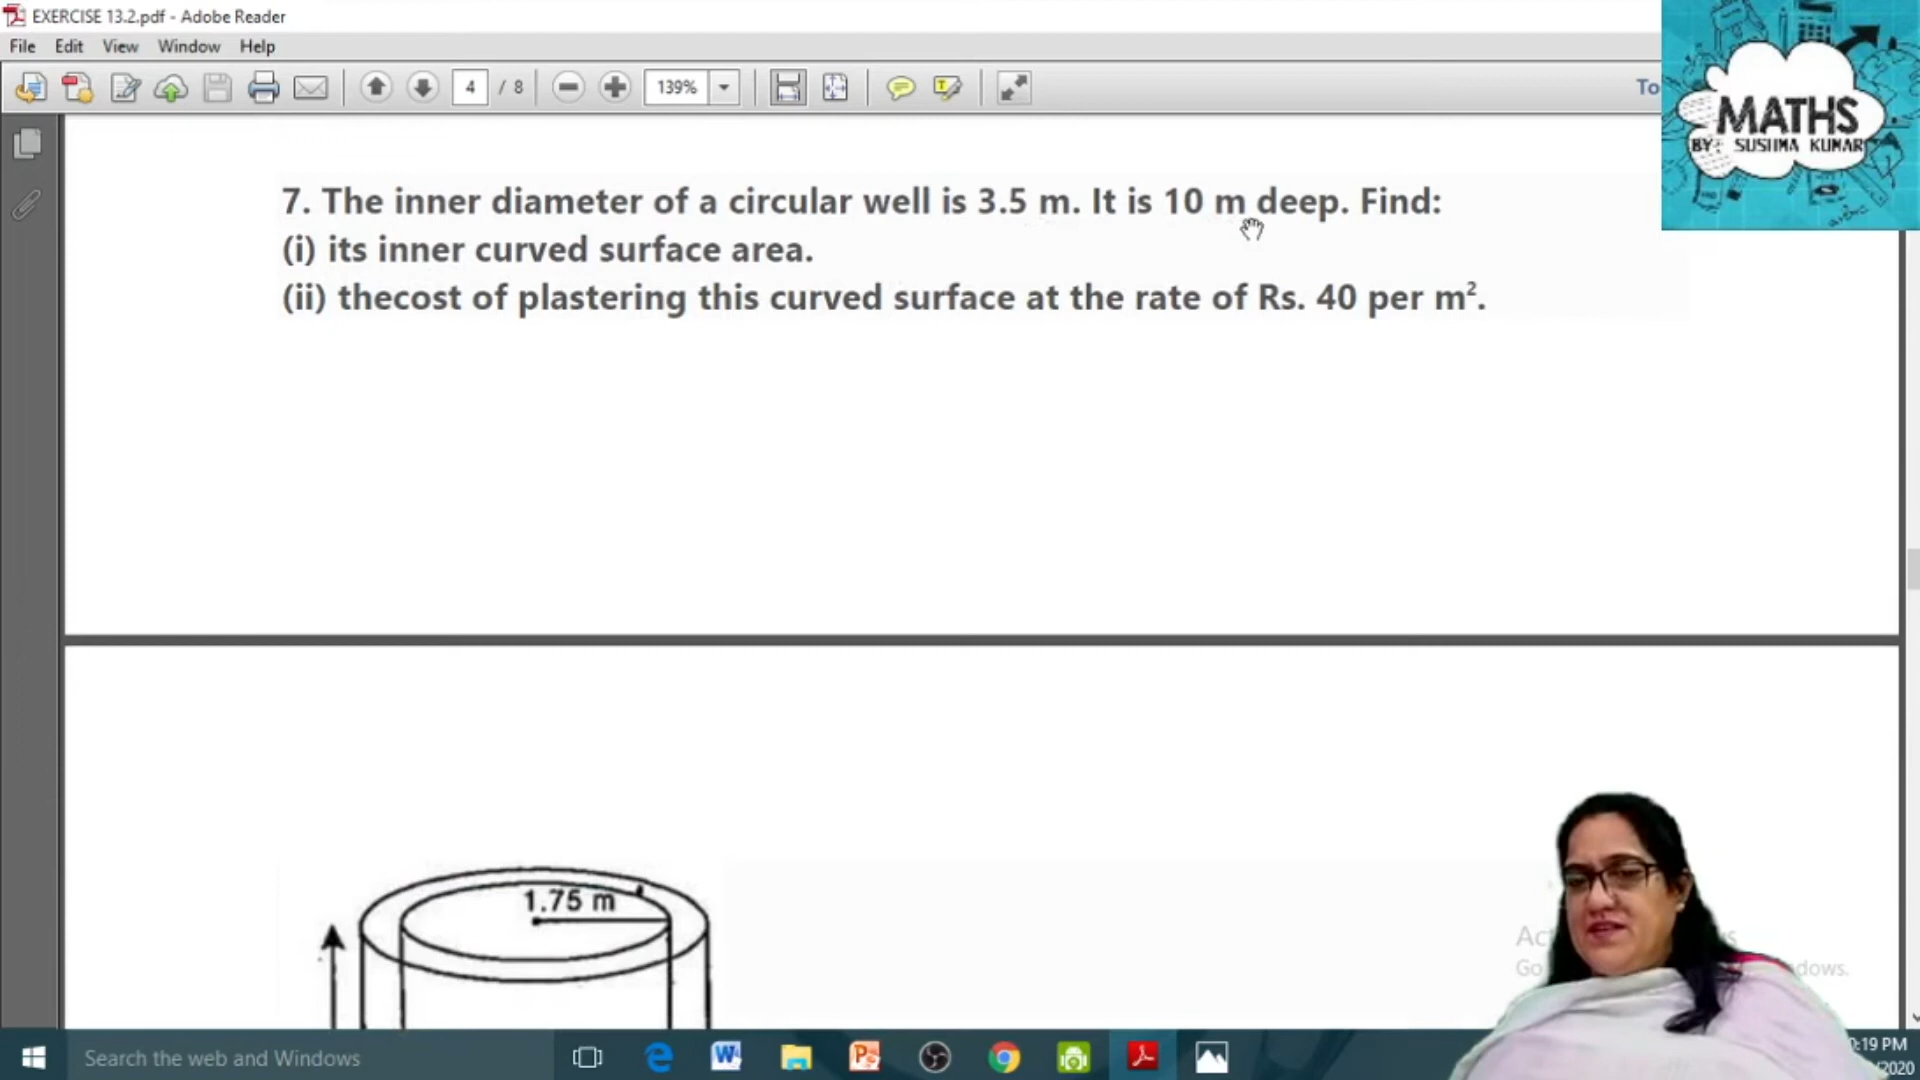 EXERCISE 13.2.pdf - Adobe Reader
File Edit View Window Help
4 / 8 139%
MATHS
BY: SUSHMA KUMAR
7. The inner diameter of a circular well is 3.5 m. It is 10 m deep. Find:
(i) its inner curved surface area.
(ii) thecost of plastering this curved surface at the rate of Rs. 40 per m².
1.75 m
Search the web and Windows
:19 PM
/2020